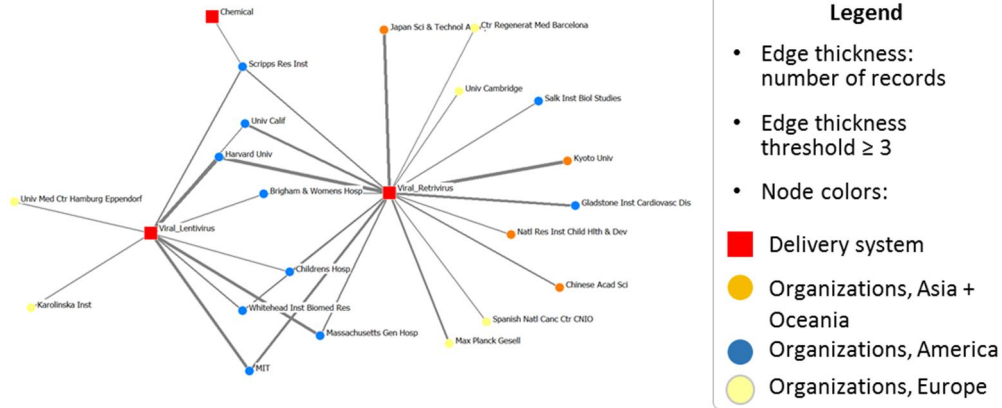 Chemical
Japan Sci & Technol A
Ctr Regenerat Med Barcelona
Scripps Res Inst
Univ Cambridge
Salk Inst Biol Studies
Univ Calif
Harvard Univ
Kyoto Univ
Brigham & Womens Hosp
Viral_Retrivirus
Univ Med Ctr Hamburg Eppendorf
Gladstone Inst Cardiovasc Dis
Viral_Lentivirus
Natl Res Inst Child Hlth & Dev
Childrens Hosp
Chinese Acad Sci
Karolinska Inst
Whitehead Inst Biomed Res
Spanish Natl Canc Ctr CNIO
Massachusetts Gen Hosp
Max Planck Gesell
MIT
Legend
• Edge thickness:
number of records
• Edge thickness
threshold ≥ 3
• Node colors:
Delivery system
Organizations, Asia +
Oceania
Organizations, America
Organizations, Europe